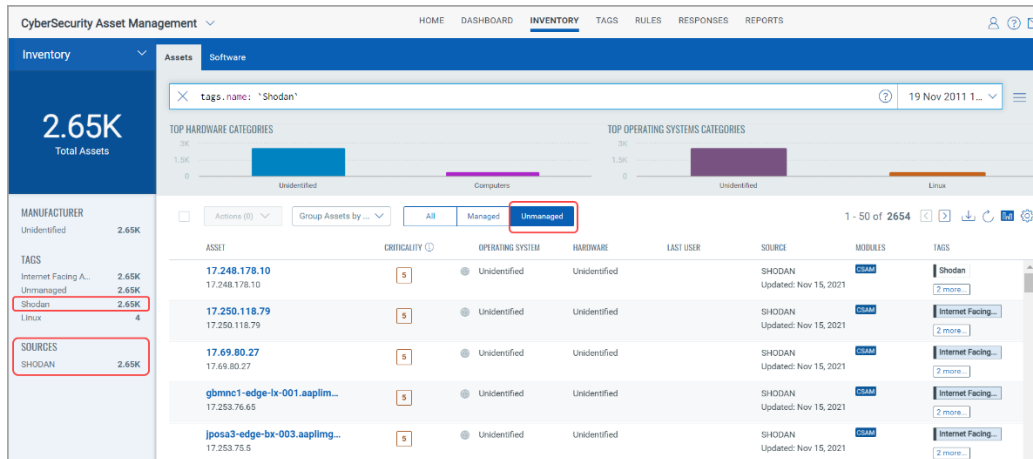 CyberSecurity Asset Management
HOME DASHBOARD INVENTORY TAGS RULES RESPONSES REPORTS
Inventory
Assets Software
2.65K
Total Assets
tags.name: `Shodan`
19 Nov 2011 1...
TOP HARDWARE CATEGORIES
3K
1.5K
0
Unidentified Computers
TOP OPERATING SYSTEMS CATEGORIES
3K
1.5K
0
Unidentified Linux
MANUFACTURER
Unidentified 2.65K
TAGS
Internet Facing A... 2.65K
Unmanaged 2.65K
Shodan 2.65K
Linux 4
SOURCES
SHODAN 2.65K
Actions (0) Group Assets by ... All Managed Unmanaged 1 - 50 of 2654
ASSET CRITICALITY OPERATING SYSTEM HARDWARE LAST USER SOURCE MODULES TAGS
17.248.178.10 5 Unidentified Unidentified SHODAN CSAM Shodan
17.248.178.10 Updated: Nov 15, 2021 2 more...
17.250.118.79 5 Unidentified Unidentified SHODAN CSAM Internet Facing...
17.250.118.79 Updated: Nov 15, 2021 2 more...
17.69.80.27 5 Unidentified Unidentified SHODAN CSAM Internet Facing...
17.69.80.27 Updated: Nov 15, 2021 2 more...
gbmnc1-edge-lx-001.aaplim... 5 Unidentified Unidentified SHODAN CSAM Internet Facing...
17.253.76.65 Updated: Nov 15, 2021 2 more...
jposa3-edge-bx-003.aaplimg... 5 Unidentified Unidentified SHODAN CSAM Internet Facing...
17.253.75.5 Updated: Nov 15, 2021 2 more...